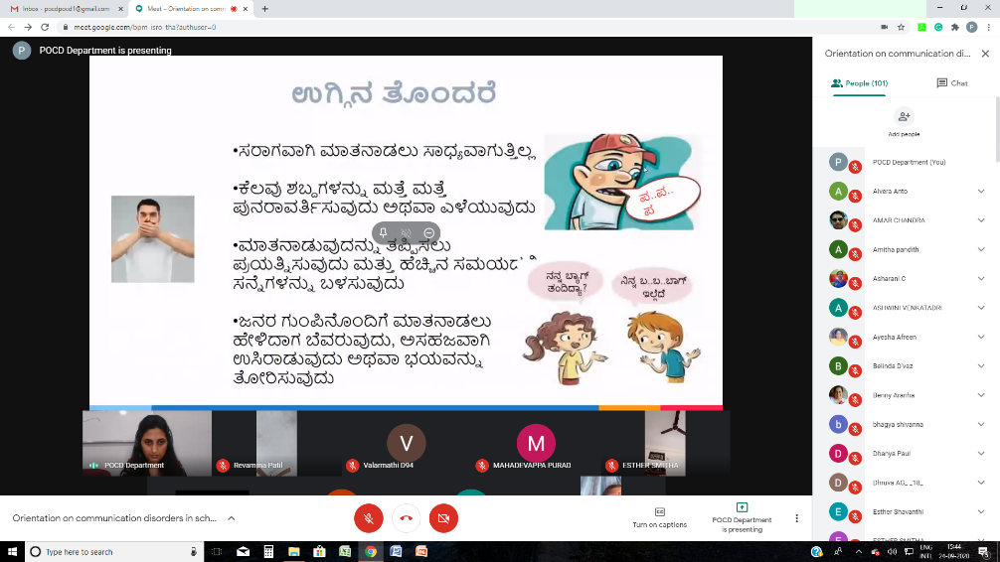 Inbox - pocdpocd1@gmail.com
Meet – Orientation on comm
meet.google.com/bpm-isro-tha?authuser=0
P
POCD Department is presenting
ಉಗ್ಗಿನ ತೊಂದರೆ
•ಸರಾಗವಾಗಿ ಮಾತನಾಡಲು ಸಾಧ್ಯವಾಗುತ್ತಿಲ್ಲ
•ಕೆಲವು ಶಬ್ದಗಳನ್ನು ಮತ್ತೆ ಮತ್ತೆ
ಪುನರಾವರ್ತಿಸುವುದು ಅಥವಾ ಎಳೆಯುವುದು
•ಮಾತನಾಡುವುದನ್ನು ತಪ್ಪಿಸಲು
ಪ್ರಯತ್ನಿಸುವುದು ಮತ್ತು ಹೆಚ್ಚಿನ
ಸನ್ನೆಗಳನ್ನು ಬಳಸುವುದು
•ಜನರ ಗುಂಪಿನೊಂದಿಗೆ ಮಾತನಾಡಲು
ಹೇಳಿದಾಗ ಬೆವರುವುದು, ಅಸಹಜವಾಗಿ
ಉಸಿರಾಡುವುದು ಅಥವಾ ಭಯವನ್ನು
ತೋರಿಸುವುದು
ಪ..ಪ..
ಪ
ನನ್ನ ಬ್ಯಾಗ್
ತಂದಿದ್ಯಾ?
ನಿನ್ನ ಬ..ಬ..ಬಾಗ್
ಇಲ್ಲಿದೆ
POCD Department
Revamma Patil
V
Valarmathi D94
M
MAHADEVAPPA PURAD
ESTHER SMITHA
Orientation on communication disorders in sch...
Turn on captions
POCD Department
is presenting
Orientation on communication di...
People (101)
Chat
Add people
P
POCD Department (You)
A
Alvera Anto
AMAR CHANDRA
A
Amitha pandith
Asharani C
A
ASHWINI VENKATADRI
Ayesha Afreen
B
Belinda D'vaz
Benny Aranha
b
bhagya shivanna
D
Dhanya Paul
D
Dhruva AG_ _18_
E
Esther Shavanthi
E
ESTHER SMITHA
Type here to search
ENG
INTL
15:44
24-09-2020